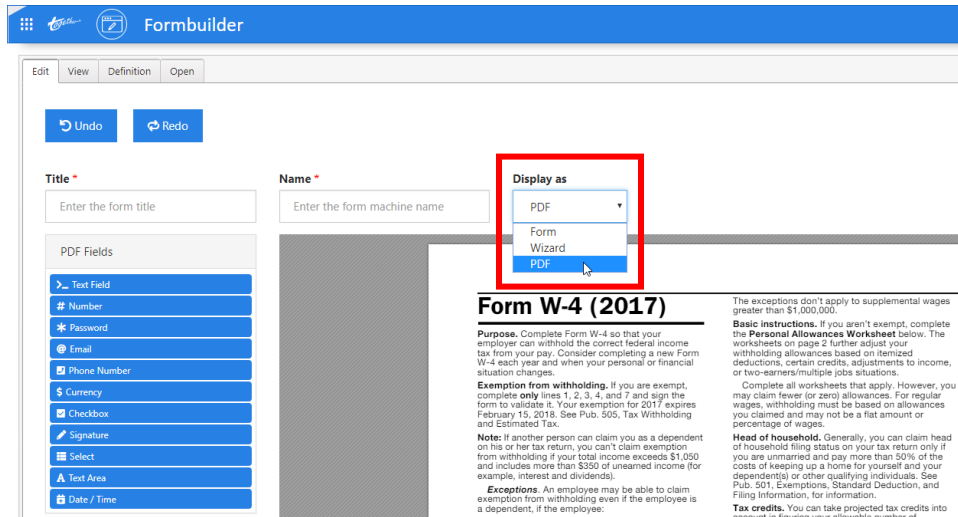 Together
Formbuilder
Edit View Definition Open
Undo Redo
Title *
Enter the form title
Name *
Enter the form machine name
Display as
PDF
Form
Wizard
PDF
PDF Fields
>_ Text Field
# Number
* Password
@ Email
Phone Number
$ Currency
Checkbox
Signature
Select
A Text Area
Date / Time
Form W-4 (2017)
Purpose. Complete Form W-4 so that your
employer can withhold the correct federal income
tax from your pay. Consider completing a new Form
W-4 each year and when your personal or financial
situation changes.
Exemption from withholding. If you are exempt,
complete only lines 1, 2, 3, 4, and 7 and sign the
form to validate it. Your exemption for 2017 expires
February 15, 2018. See Pub. 505, Tax Withholding
and Estimated Tax.
Note: If another person can claim you as a dependent
on his or her tax return, you can't claim exemption
from withholding if your total income exceeds $1,050
and includes more than $350 of unearned income (for
example, interest and dividends).
Exceptions. An employee may be able to claim
exemption from withholding even if the employee is
a dependent, if the employee:
The exceptions don't apply to supplemental wages
greater than $1,000,000.
Basic instructions. If you aren't exempt, complete
the Personal Allowances Worksheet below. The
worksheets on page 2 further adjust your
withholding allowances based on itemized
deductions, certain credits, adjustments to income,
or two-earners/multiple jobs situations.
Complete all worksheets that apply. However, you
may claim fewer (or zero) allowances. For regular
wages, withholding must be based on allowances
you claimed and may not be a flat amount or
percentage of wages.
Head of household. Generally, you can claim head
of household filing status on your tax return only if
you are unmarried and pay more than 50% of the
costs of keeping up a home for yourself and your
dependent(s) or other qualifying individuals. See
Pub. 501, Exemptions, Standard Deduction, and
Filing Information, for information.
Tax credits. You can take projected tax credits into
account in figuring your allowable number of